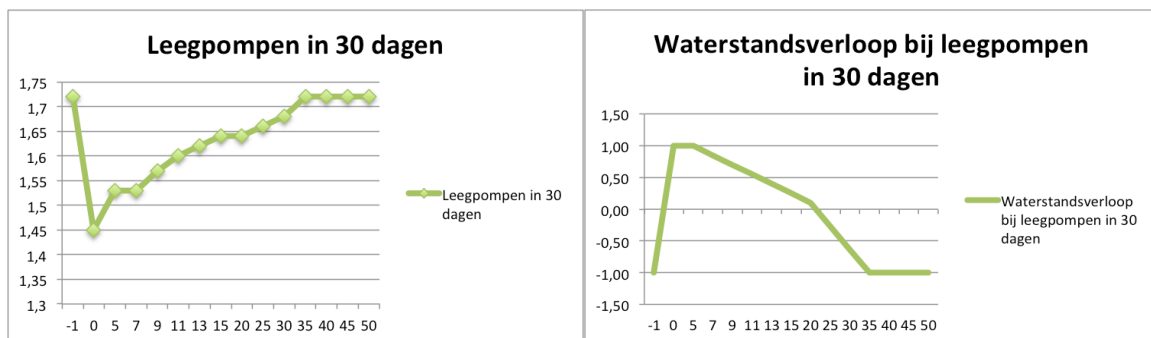 Leegpompen in 30 dagen
1,75
1,7
1,65
1,6
1,55
1,5
1,45
1,4
1,35
1,3
-1 0 5 7 9 11 13 15 20 25 30 35 40 45 50
Leegpompen in 30
dagen
Waterstandsverloop bij leegpompen
in 30 dagen
1,50
1,00
0,50
0,00
-0,50
-1,00
-1,50
-1 0 5 7 9 11 13 15 20 25 30 35 40 45 50
Waterstandsverloop
bij leegpompen in 30
dagen